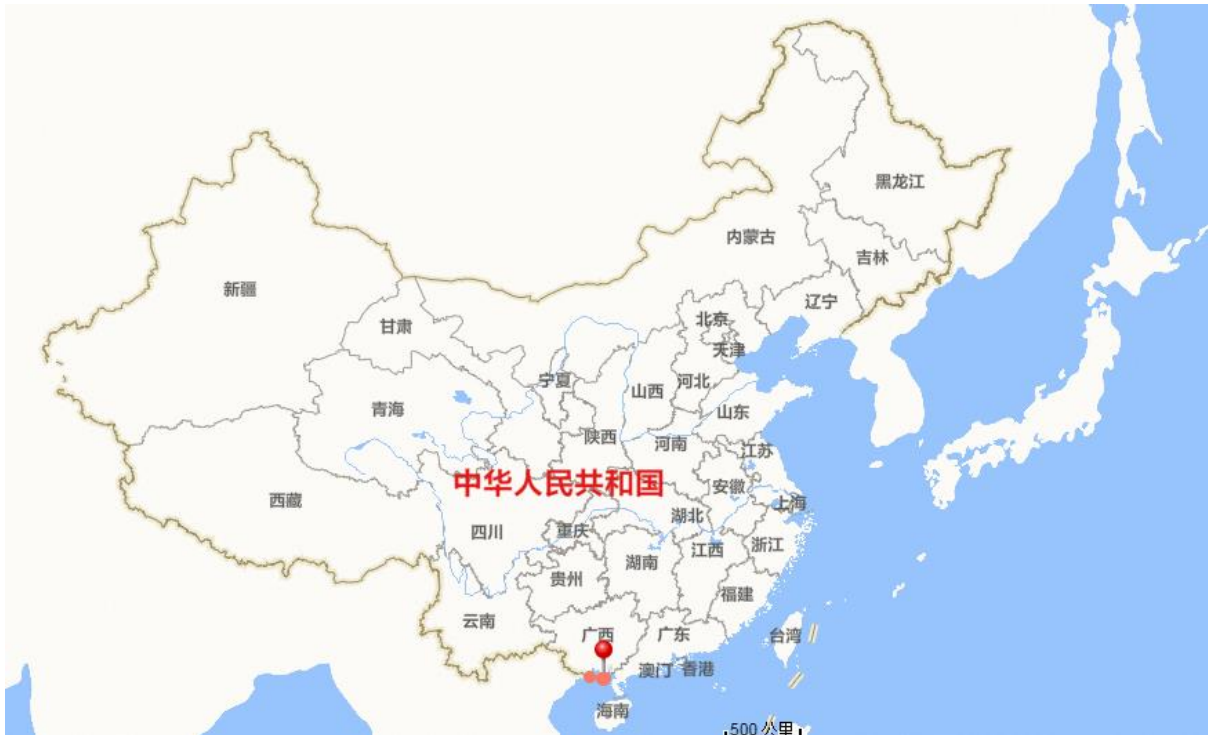 黑龙江
内蒙古
吉林
新疆
辽宁
北京
甘肃
天津
宁夏
河北
山西
青海
山东
陕西
河南
江苏
中华人民共和国
安徽
西藏
上海
湖北
四川
重庆
浙江
江西
湖南
贵州
福建
云南
广西
广东
台湾
澳门
香港
海南
500 公里